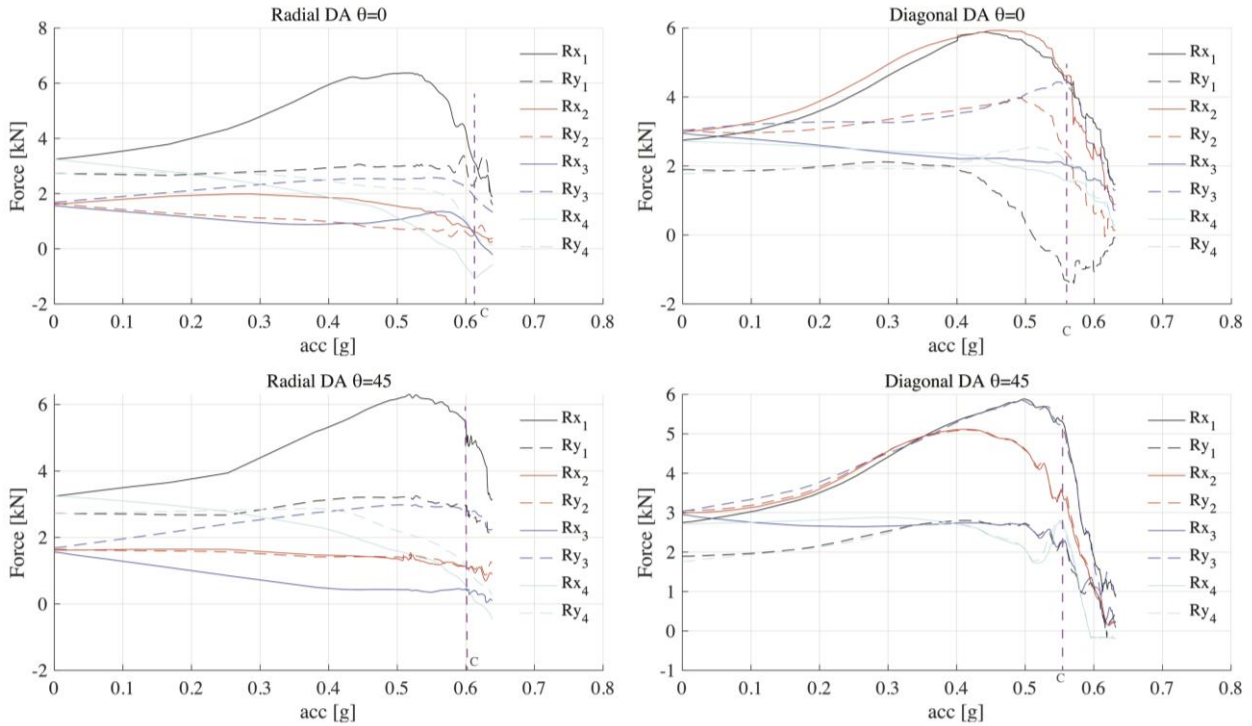 Radial DA θ=0
8
6
4
2
0
-2
Force [kN]
0 0.1 0.2 0.3 0.4 0.5 0.6 0.7 0.8
acc [g]
C
Rx1
Ry1
Rx2
Ry2
Rx3
Ry3
Rx4
Ry4
Diagonal DA θ=0
6
4
2
0
-2
Force [kN]
0 0.1 0.2 0.3 0.4 0.5 0.6 0.7 0.8
acc [g]
C
Rx1
Ry1
Rx2
Ry2
Rx3
Ry3
Rx4
Ry4
Radial DA θ=45
6
4
2
0
-2
Force [kN]
0 0.1 0.2 0.3 0.4 0.5 0.6 0.7 0.8
acc [g]
C
Rx1
Ry1
Rx2
Ry2
Rx3
Ry3
Rx4
Ry4
Diagonal DA θ=45
6
5
4
3
2
1
0
-1
Force [kN]
0 0.1 0.2 0.3 0.4 0.5 0.6 0.7 0.8
acc [g]
C
Rx1
Ry1
Rx2
Ry2
Rx3
Ry3
Rx4
Ry4